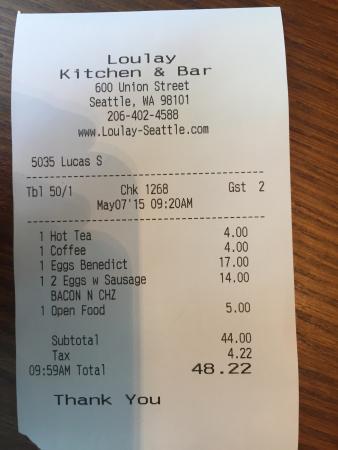 Loulay
Kitchen & Bar
600 Union Street
Seattle, WA 98101
206-402-4588
www.Loulay-Seattle.com
5035 Lucas S
Tbl 50/1 Chk 1268 Gst 2
May07'15 09:20AM
1 Hot Tea 4.00
1 Coffee 4.00
1 Eggs Benedict 17.00
1 2 Eggs w Sausage 14.00
BACON N CHZ
1 Open Food 5.00
Subtotal 44.00
Tax 4.22
09:59AM Total 48.22
Thank You